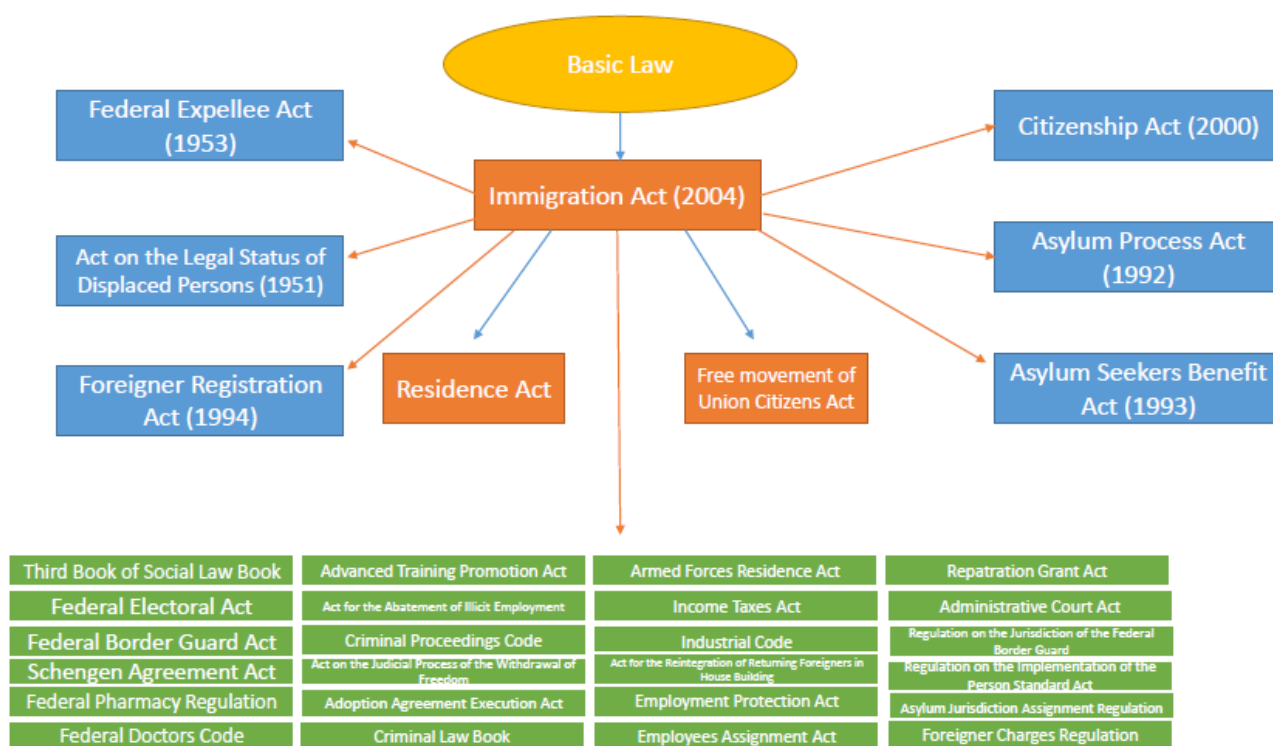 Basic Law
Federal Expellee Act
(1953)
Citizenship Act (2000)
Immigration Act (2004)
Act on the Legal Status of
Displaced Persons (1951)
Asylum Process Act
(1992)
Foreigner Registration
Act (1994)
Residence Act
Free movement of
Union Citizens Act
Asylum Seekers Benefit
Act (1993)
Third Book of Social Law Book
Advanced Training Promotion Act
Armed Forces Residence Act
Repatration Grant Act
Federal Electoral Act
Act for the Abatement of Illicit Employment
Income Taxes Act
Administrative Court Act
Federal Border Guard Act
Criminal Proceedings Code
Industrial Code
Regulation on the Jurisdiction of the Federal
Border Guard
Schengen Agreement Act
Act on the Judicial Process of the Withdrawal of
Freedom
Act for the Reintegration of Returning Foreigners in
House Building
Regulation on the Implementation of the
Person Standard Act
Federal Pharmacy Regulation
Adoption Agreement Execution Act
Employment Protection Act
Asylum Jurisdiction Assignment Regulation
Federal Doctors Code
Criminal Law Book
Employees Assignment Act
Foreigner Charges Regulation